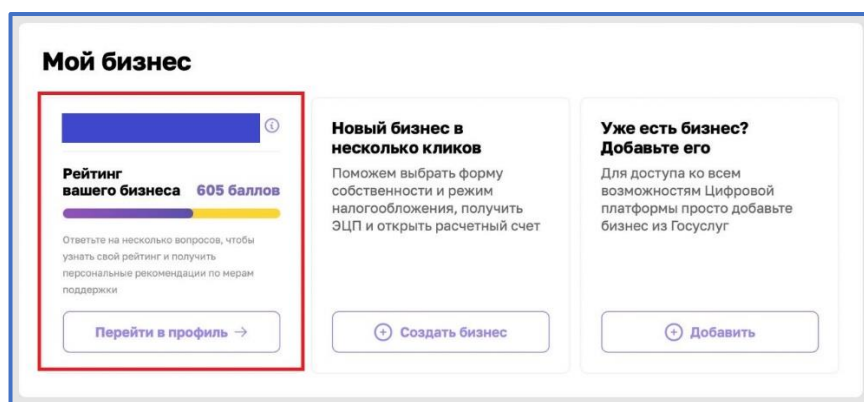 Мой бизнес
Рейтинг
вашего бизнеса 605 баллов
Ответьте на несколько вопросов, чтобы
узнать свой рейтинг и получить
персональные рекомендации по мерам
поддержки
Перейти в профиль →
Новый бизнес в
несколько кликов
Поможем выбрать форму
собственности и режим
налогообложения, получить
ЭЦП и открыть расчетный счет
Создать бизнес
Уже есть бизнес?
Добавьте его
Для доступа ко всем
возможностям Цифровой
платформы просто добавьте
бизнес из Госуслуг
Добавить